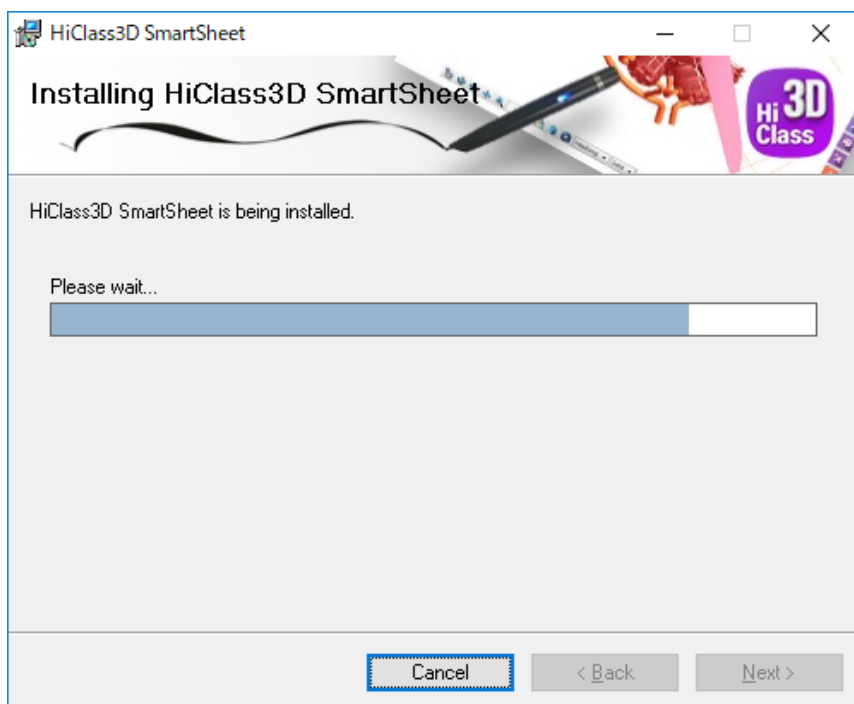 HiClass3D SmartSheet
Installing HiClass3D SmartSheet
Hi 3D
Class
HiClass3D SmartSheet is being installed.
Please wait...
Cancel
< Back
Next >